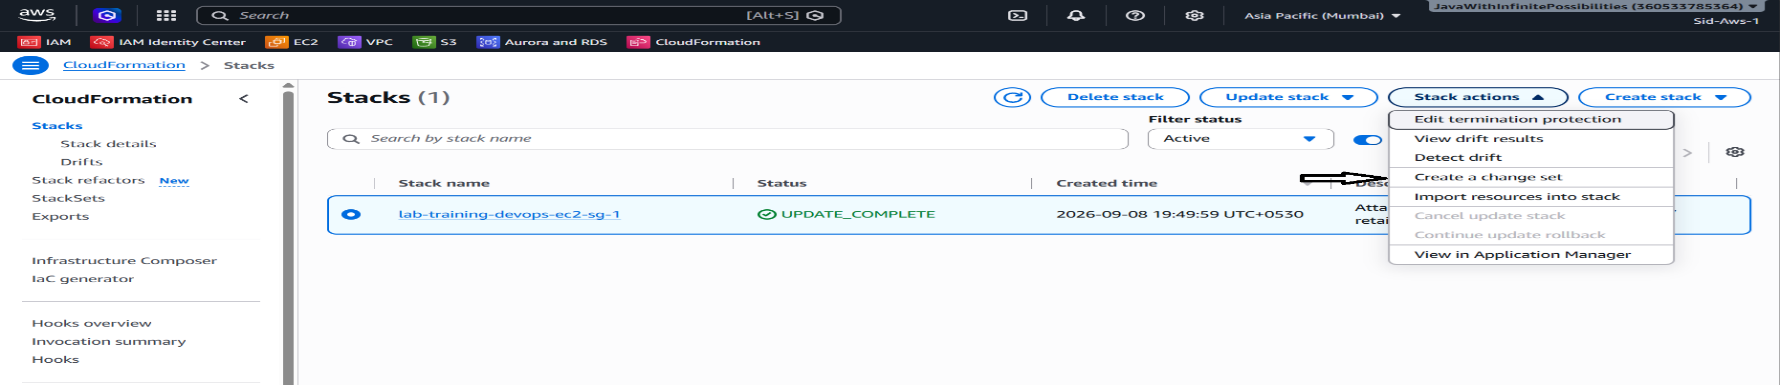 aws
Search [Alt+S]
Asia Pacific (Mumbai)
JavaWithInfinitePossibilities (360533785364)
Sid-Aws-1
IAM IAM Identity Center EC2 VPC S3 Aurora and RDS CloudFormation
CloudFormation > Stacks
CloudFormation
Stacks
Stack details
Drifts
Stack refactors New
StackSets
Exports
Infrastructure Composer
IaC generator
Hooks overview
Invocation summary
Hooks
Stacks (1)
Delete stack Update stack Stack actions Create stack
Search by stack name
Filter status
Active
Edit termination protection
View drift results
Detect drift
Create a change set
Import resources into stack
Cancel update stack
Continue update rollback
View in Application Manager
Stack name Status Created time
lab-training-devops-ec2-sg-1 UPDATE_COMPLETE 2026-09-08 19:49:59 UTC+0530